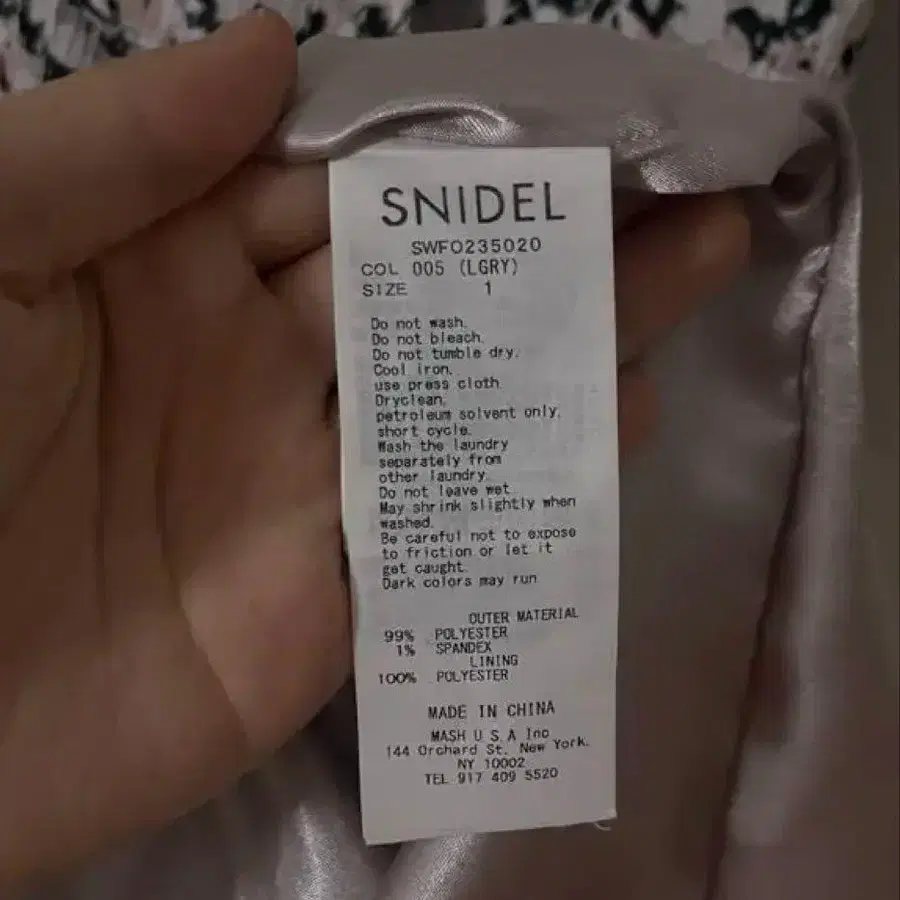 SNIDEL
SWFO235020
COL 005 (LGRY)
SIZE 1
Do not wash.
Do not bleach.
Do not tumble dry.
Cool iron.
use press cloth.
Dryclean.
petroleum solvent only.
short cycle.
Wash the laundry
separately from
other laundry.
Do not leave wet.
May shrink slightly when
washed.
Be careful not to expose
to friction or let it
get caught.
Dark colors may run
OUTER MATERIAL
99% POLYESTER
1% SPANDEX
LINING
100% POLYESTER
MADE IN CHINA
MASH U S A Inc
144 Orchard St. New York.
NY 10002
TEL 917 409 5520